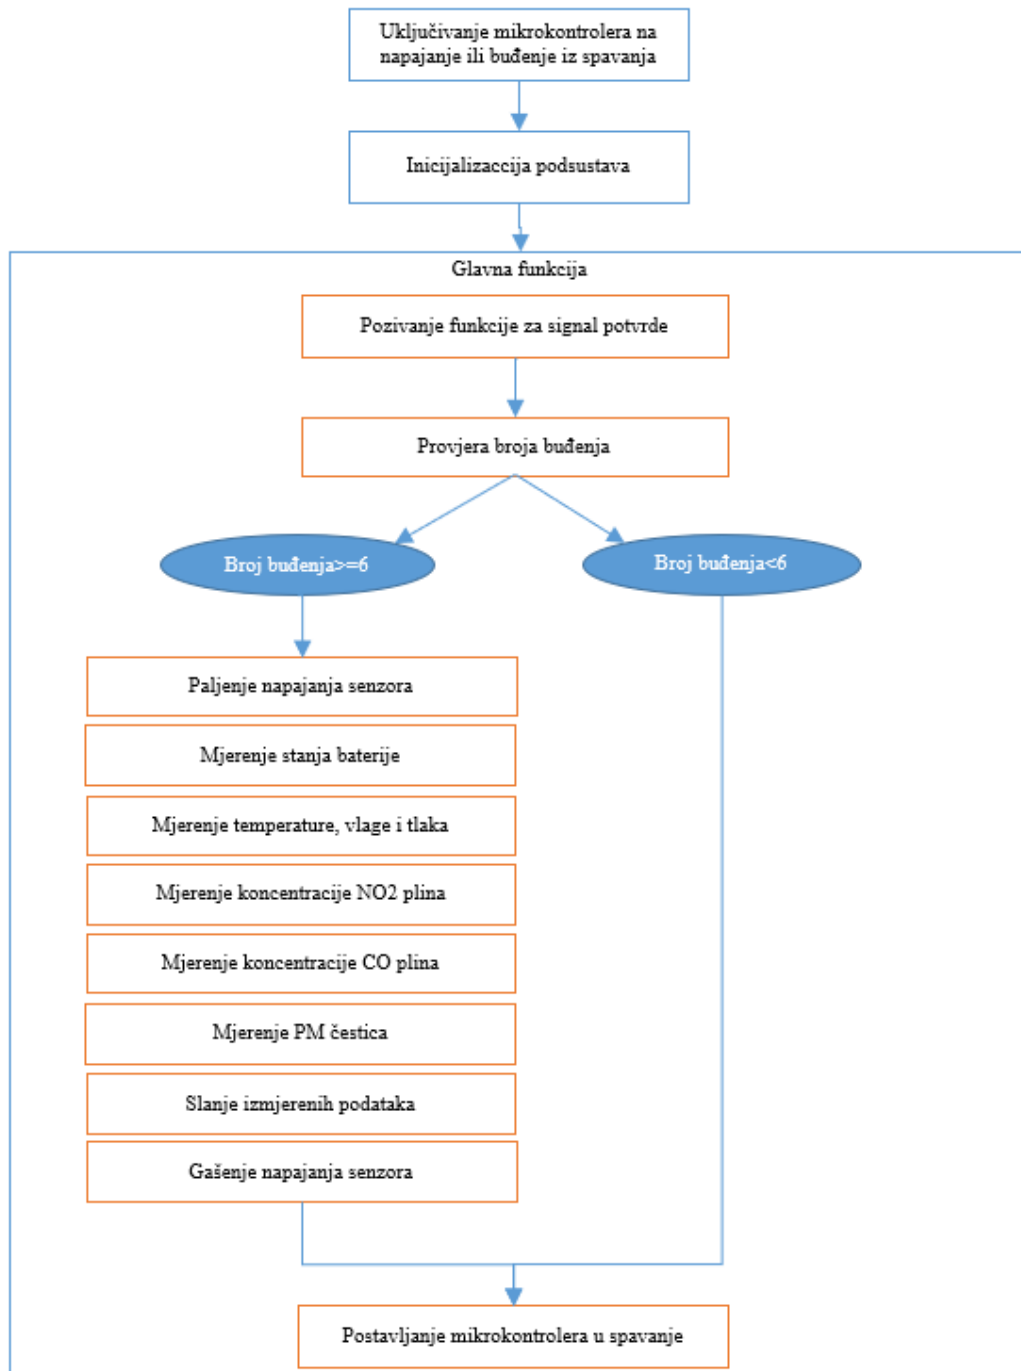 Uključivanje mikrokontrolera na
napajanje ili buđenje iz spavanja
Inicijalizaccija podsustava
Glavna funkcija
Pozivanje funkcije za signal potvrde
Provjera broja buđenja
Broj buđenja>=6
Broj buđenja<6
Paljenje napajanja senzora
Mjerenje stanja baterije
Mjerenje temperature, vlage i tlaka
Mjerenje koncentracije NO2 plina
Mjerenje koncentracije CO plina
Mjerenje PM čestica
Slanje izmjerenih podataka
Gašenje napajanja senzora
Postavljanje mikrokontrolera u spavanje